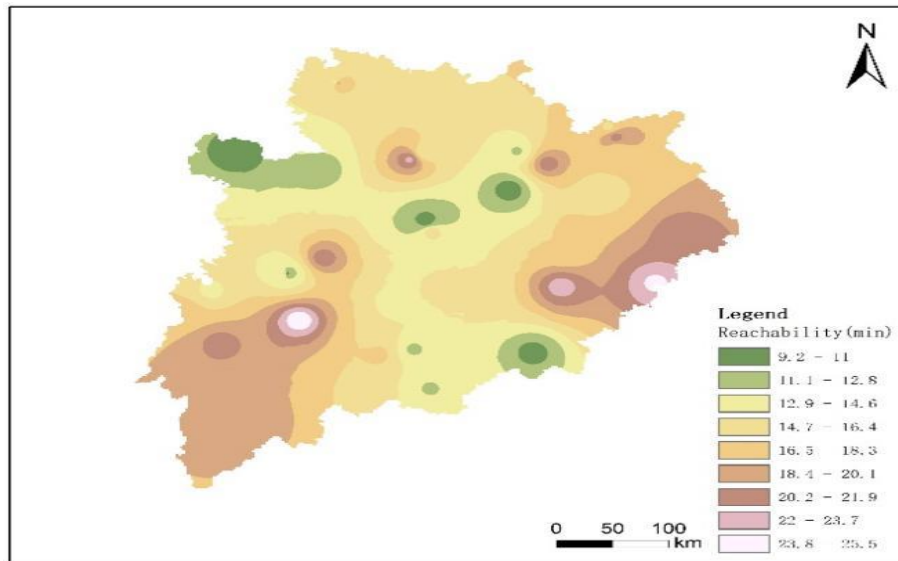 N
Legend
Reachability(min)
9.2 - 11
11.1 - 12.8
12.9 - 14.6
14.7 - 16.4
16.5 - 18.3
18.4 - 20.1
20.2 - 21.9
22 - 23.7
23.8 - 25.5
0 50 100
km